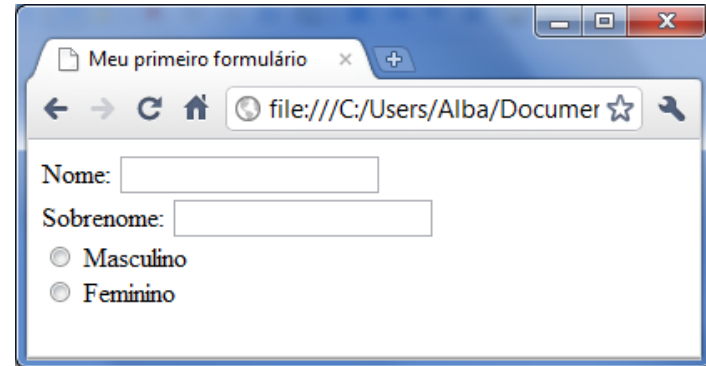 Meu primeiro formulário
file:///C:/Users/Alba/Documer
Nome:
Sobrenome:
Masculino
Feminino